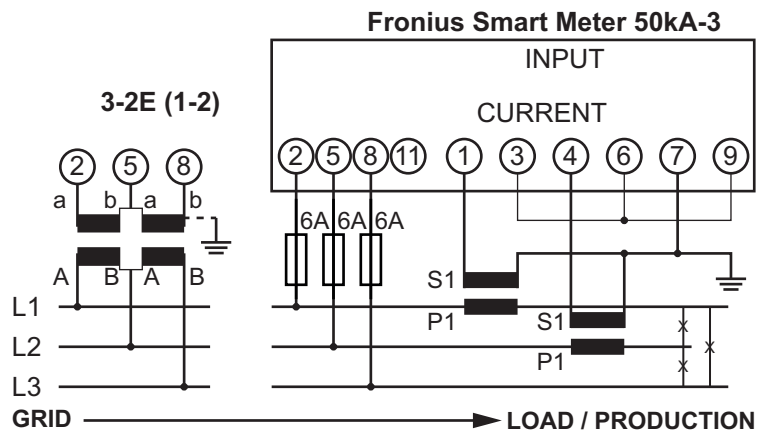 Fronius Smart Meter 50kA-3
INPUT
3-2E (1-2)
CURRENT
2 5 8
2 5 8 11 1 3 4 6 7 9
a b a b
6A 6A 6A
A B A B
S1
L1
P1 S1 x
L2
x
P1 x
L3
GRID LOAD / PRODUCTION